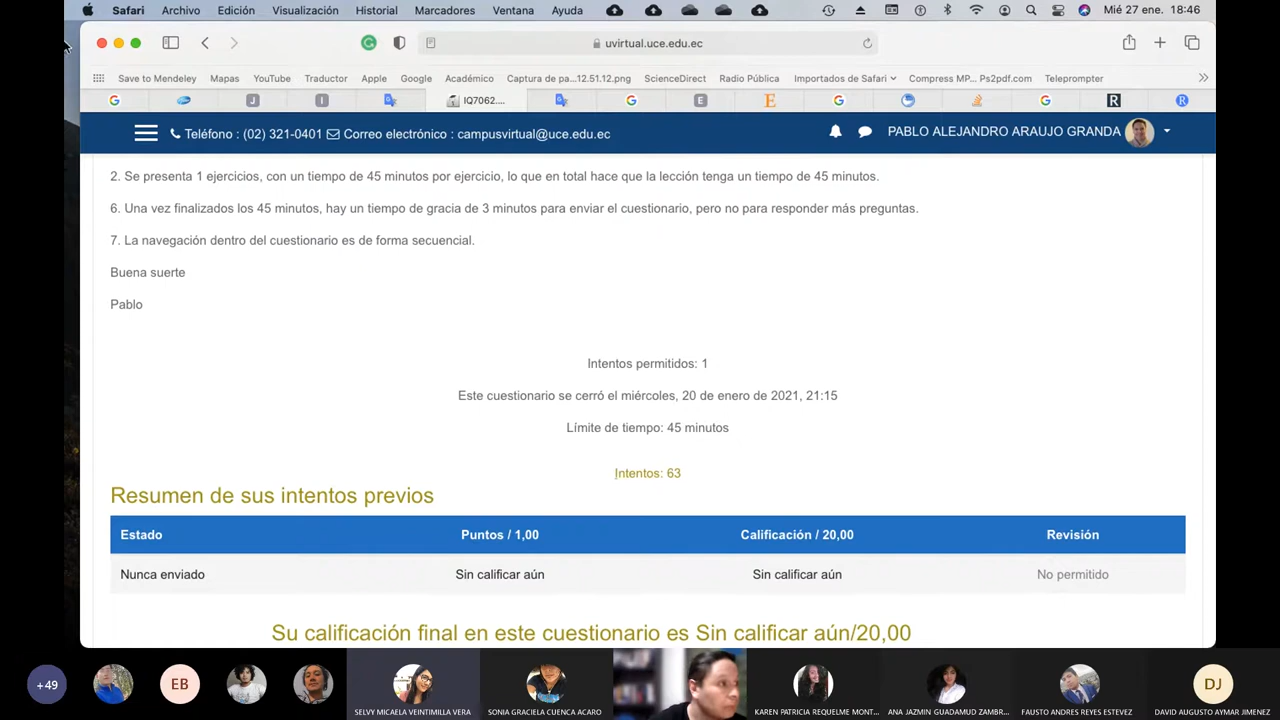 Safari Archivo Edición Visualización Historial Marcadores Ventana Ayuda Mié 27 ene. 18:46
uvirtual.uce.edu.ec
Save to Mendeley Mapas YouTube Traductor Apple Google Académico Captura de pa...12.51.12.png ScienceDirect Radio Pública Importados de Safari Compress MP... Ps2pdf.com Teleprompter
J I IQ7062.... E E R R
Teléfono : (02) 321-0401 Correo electrónico : campusvirtual@uce.edu.ec PABLO ALEJANDRO ARAUJO GRANDA
2. Se presenta 1 ejercicios, con un tiempo de 45 minutos por ejercicio, lo que en total hace que la lección tenga un tiempo de 45 minutos.
6. Una vez finalizados los 45 minutos, hay un tiempo de gracia de 3 minutos para enviar el cuestionario, pero no para responder más preguntas.
7. La navegación dentro del cuestionario es de forma secuencial.
Buena suerte
Pablo
Intentos permitidos: 1
Este cuestionario se cerró el miércoles, 20 de enero de 2021, 21:15
Límite de tiempo: 45 minutos
Intentos: 63
Resumen de sus intentos previos
Estado Puntos / 1,00 Calificación / 20,00 Revisión
Nunca enviado Sin calificar aún Sin calificar aún No permitido
Su calificación final en este cuestionario es Sin calificar aún/20,00
+49 EB DJ
SELVY MICAELA VEINTIMILLA VERA SONIA GRACIELA CUENCA ACARO KAREN PATRICIA REQUELME MONT... ANA JAZMIN GUADAMUD ZAMBR... FAUSTO ANDRES REYES ESTEVEZ DAVID AUGUSTO AYMAR JIMENEZ